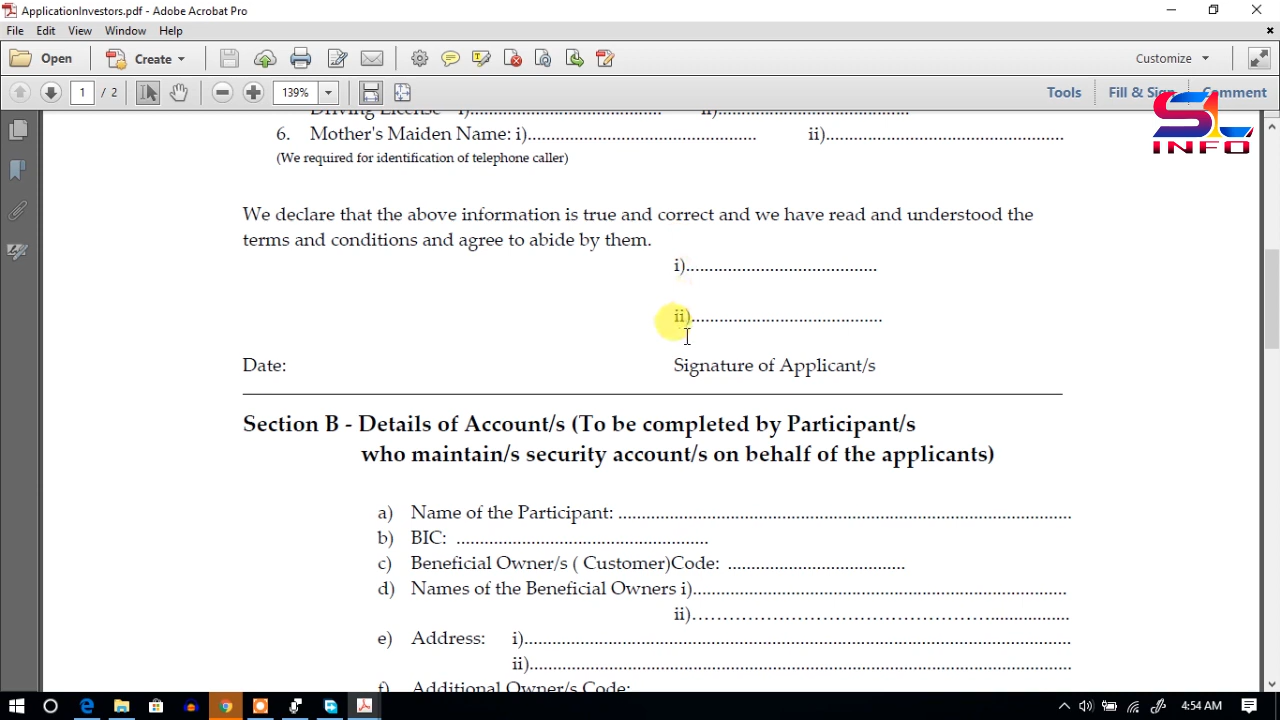 ApplicationInvestors.pdf - Adobe Acrobat Pro
File Edit View Window Help
Open Create Customize
1 / 2 139% Tools Fill & Sign Comment
SL
INFO
Driving License i)............................................ ii)............................................
6. Mother's Maiden Name: i)................................................. ii)...................................................
(We required for identification of telephone caller)
We declare that the above information is true and correct and we have read and understood the
terms and conditions and agree to abide by them.
i).........................................
ii).........................................
Date: Signature of Applicant/s
Section B - Details of Account/s (To be completed by Participant/s
who maintain/s security account/s on behalf of the applicants)
a) Name of the Participant: .................................................................................................
b) BIC: ......................................................
c) Beneficial Owner/s ( Customer)Code: ......................................
d) Names of the Beneficial Owners i)................................................................................
ii)……………………………………………..................
e) Address: i).....................................................................................................................
ii).....................................................................................................................
f) Additional Owner/s Code:
4:54 AM